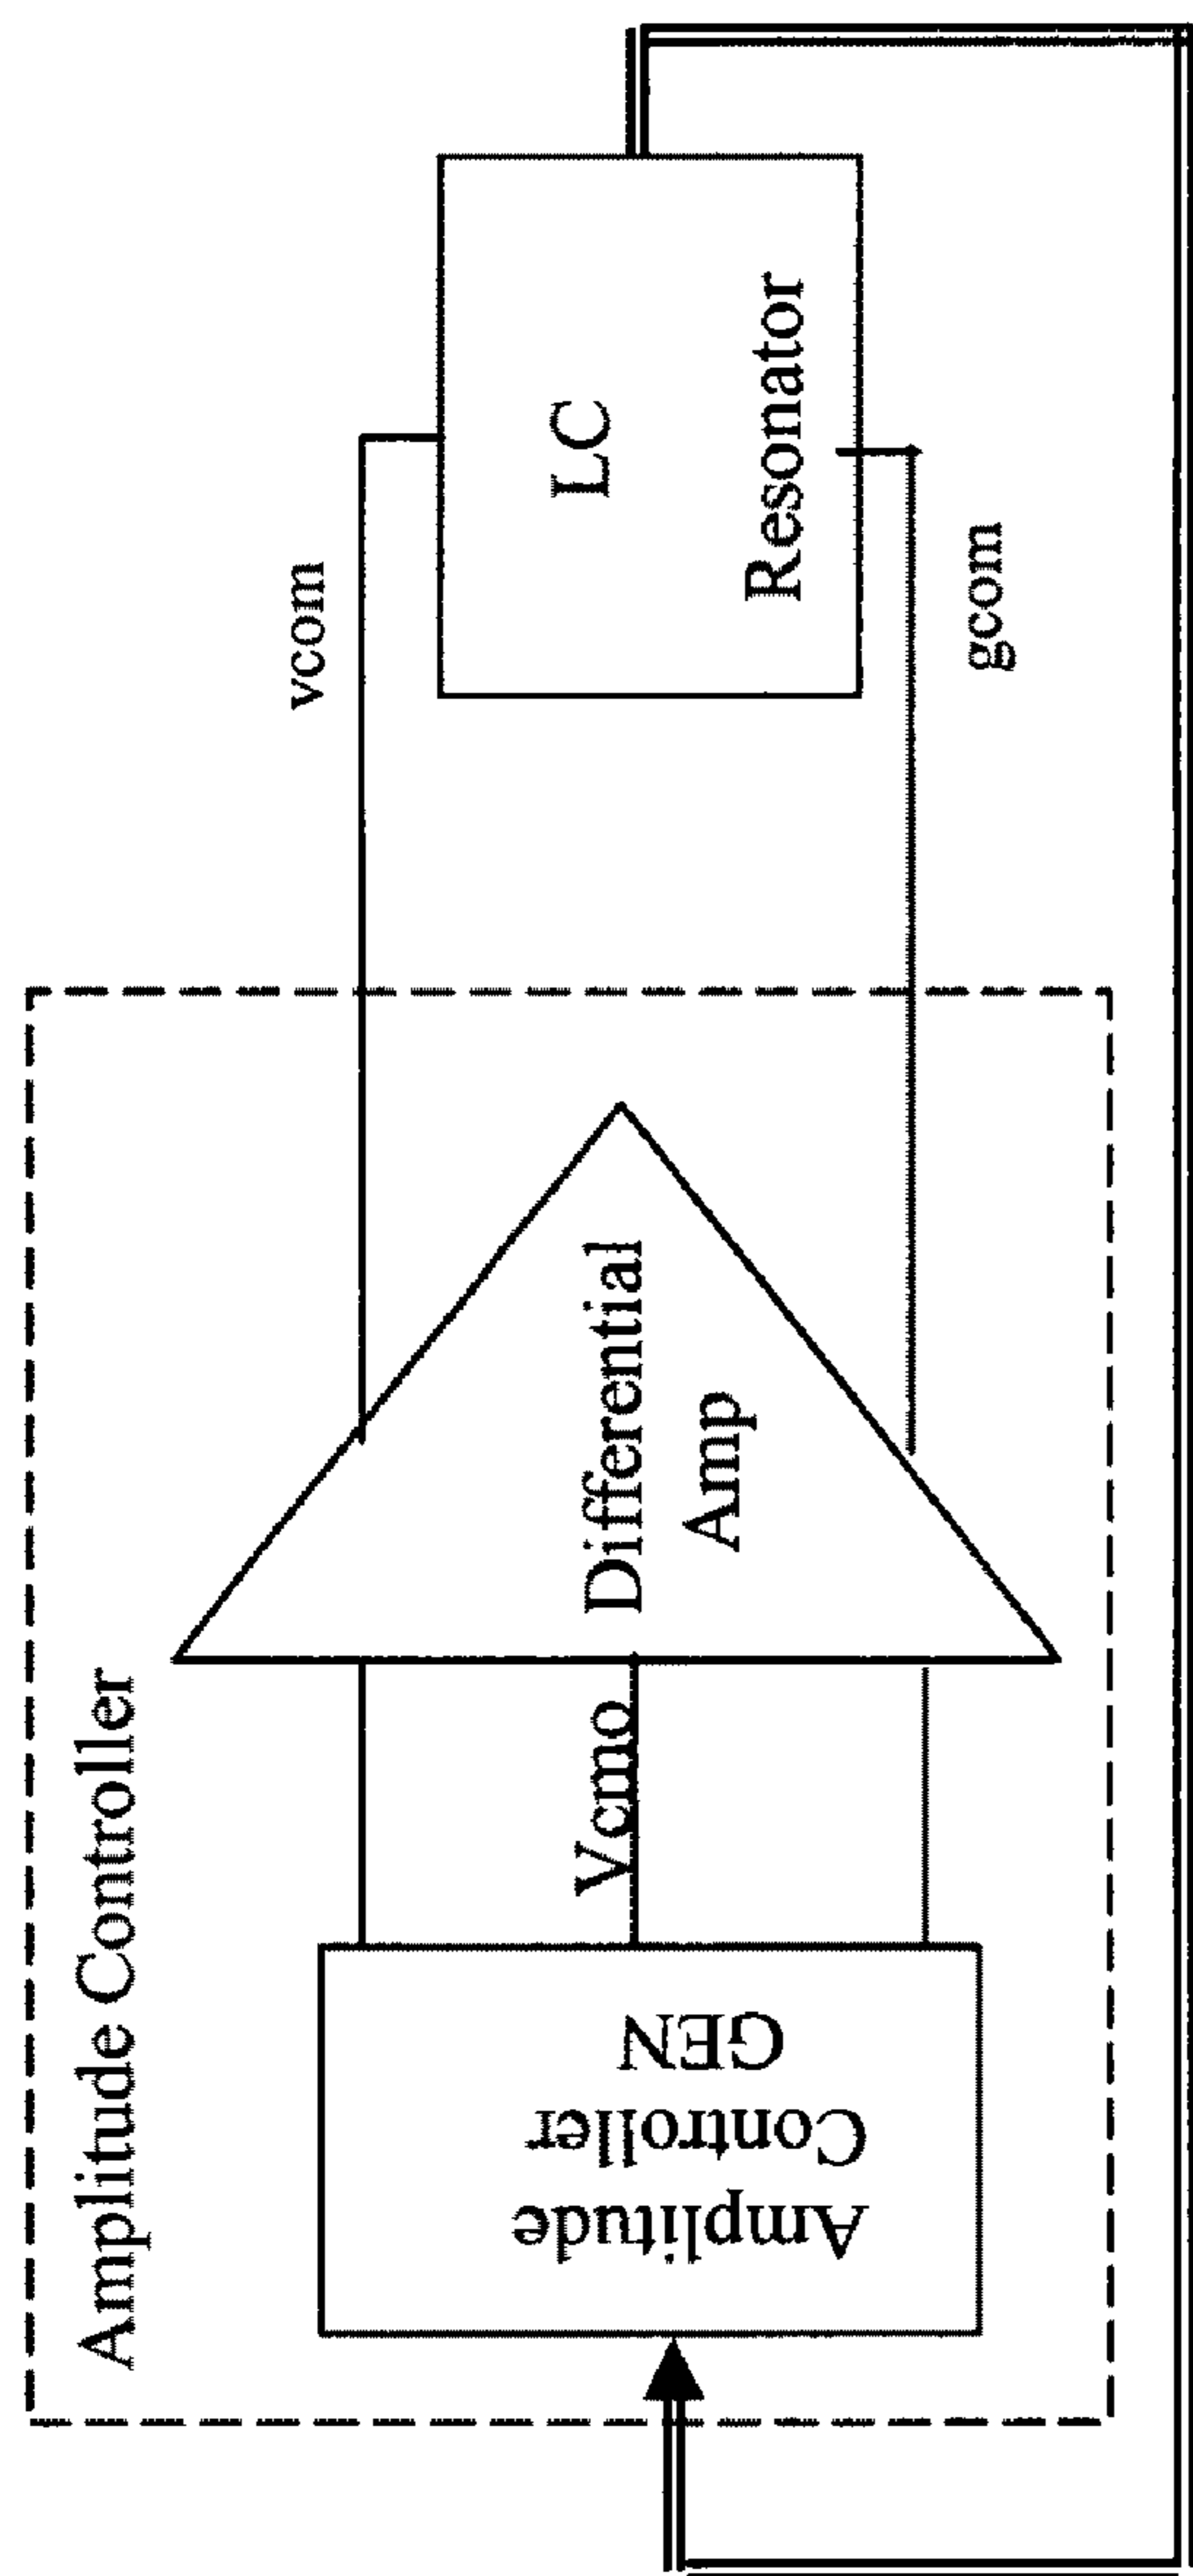 Amplitude Controller
Amplitude
Controller
GEN
Vcmo
Differential
Amp
vcom
LC
Resonator
gcom